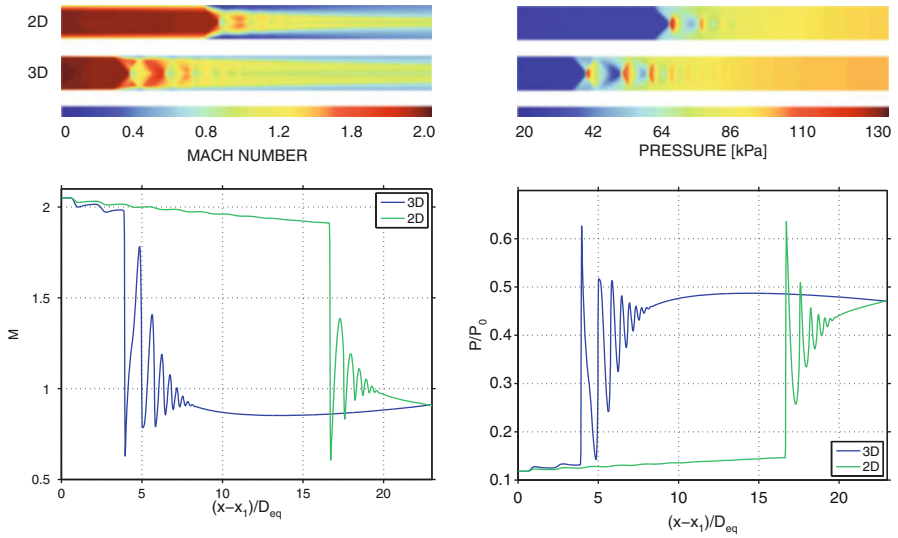 2D
3D
0 0.4 0.8 1.2 1.8 2.0
MACH NUMBER
20 42 64 86 110 130
PRESSURE [kPa]
2
1.5
1
0.5
M
3D
2D
0 5 10 15 20
(x−x1)/Deq
0.6
0.5
0.4
0.3
0.2
0.1
P/P0
3D
2D
0 5 10 15 20
(x−x1)/Deq